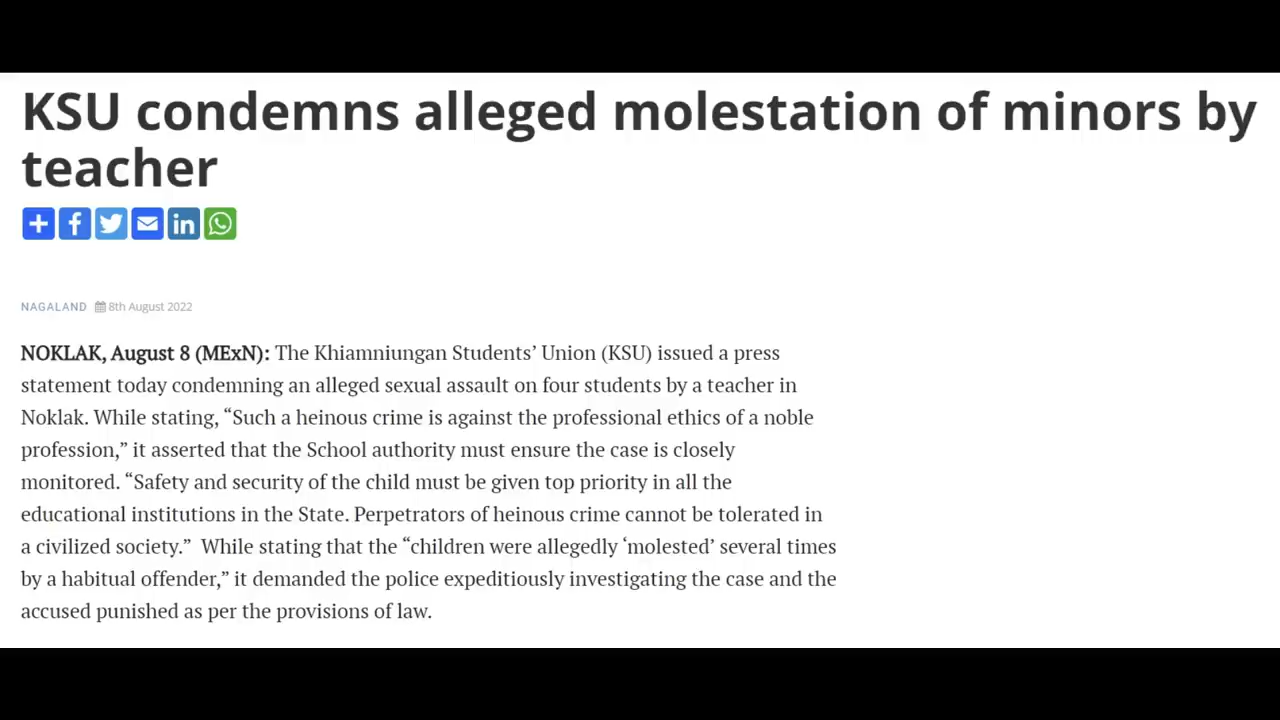 KSU condemns alleged molestation of minors by
teacher
NAGALAND 8th August 2022
NOKLAK, August 8 (MExN): The Khiamniungan Students’ Union (KSU) issued a press
statement today condemning an alleged sexual assault on four students by a teacher in
Noklak. While stating, “Such a heinous crime is against the professional ethics of a noble
profession,” it asserted that the School authority must ensure the case is closely
monitored. “Safety and security of the child must be given top priority in all the
educational institutions in the State. Perpetrators of heinous crime cannot be tolerated in
a civilized society.”  While stating that the “children were allegedly ‘molested’ several times
by a habitual offender,” it demanded the police expeditiously investigating the case and the
accused punished as per the provisions of law.